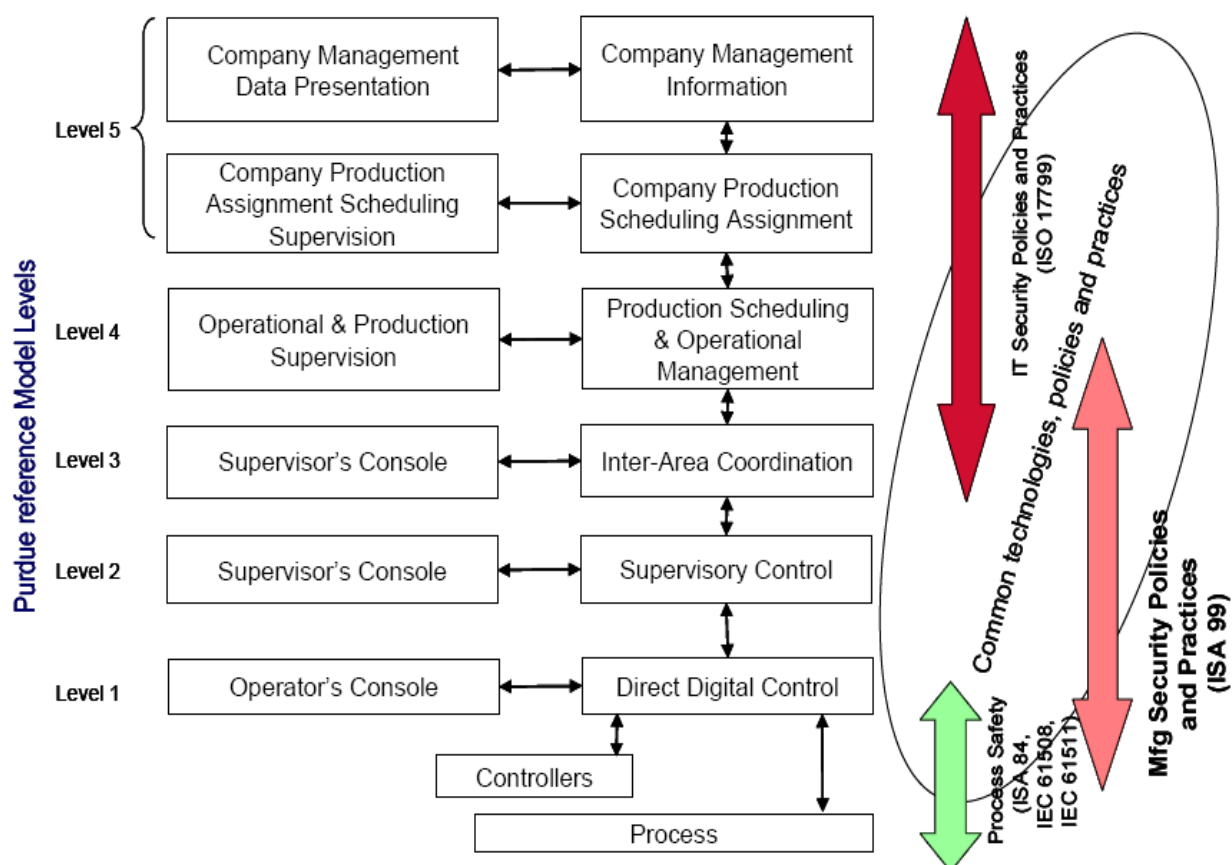 Purdue reference Model Levels
Level 5
Company Management
Data Presentation
Company Management
Information
Company Production
Assignment Scheduling
Supervision
Company Production
Scheduling Assignment
Level 4
Operational & Production
Supervision
Production Scheduling
& Operational
Management
Level 3
Supervisor's Console
Inter-Area Coordination
Level 2
Supervisor's Console
Supervisory Control
Level 1
Operator's Console
Direct Digital Control
Controllers
Process
IT Security Policies and Practices
(ISO 17799)
Common technologies, policies and practices
Process Safety
(ISA 84,
IEC 61508,
IEC 61511)
Mfg Security Policies
and Practices
(ISA 99)